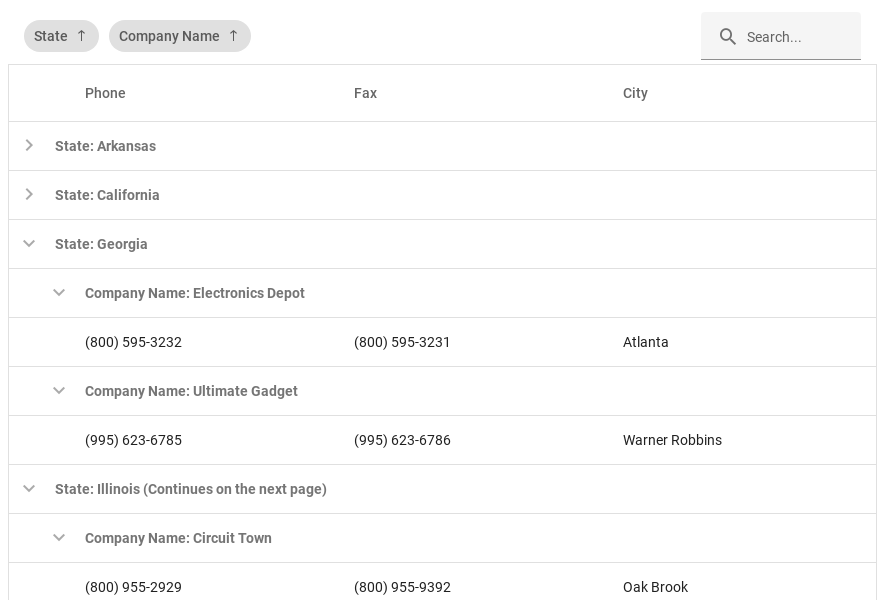 State ↑ Company Name ↑ Search...
Phone Fax City
State: Arkansas
State: California
State: Georgia
Company Name: Electronics Depot
(800) 595-3232 (800) 595-3231 Atlanta
Company Name: Ultimate Gadget
(995) 623-6785 (995) 623-6786 Warner Robbins
State: Illinois (Continues on the next page)
Company Name: Circuit Town
(800) 955-2929 (800) 955-9392 Oak Brook